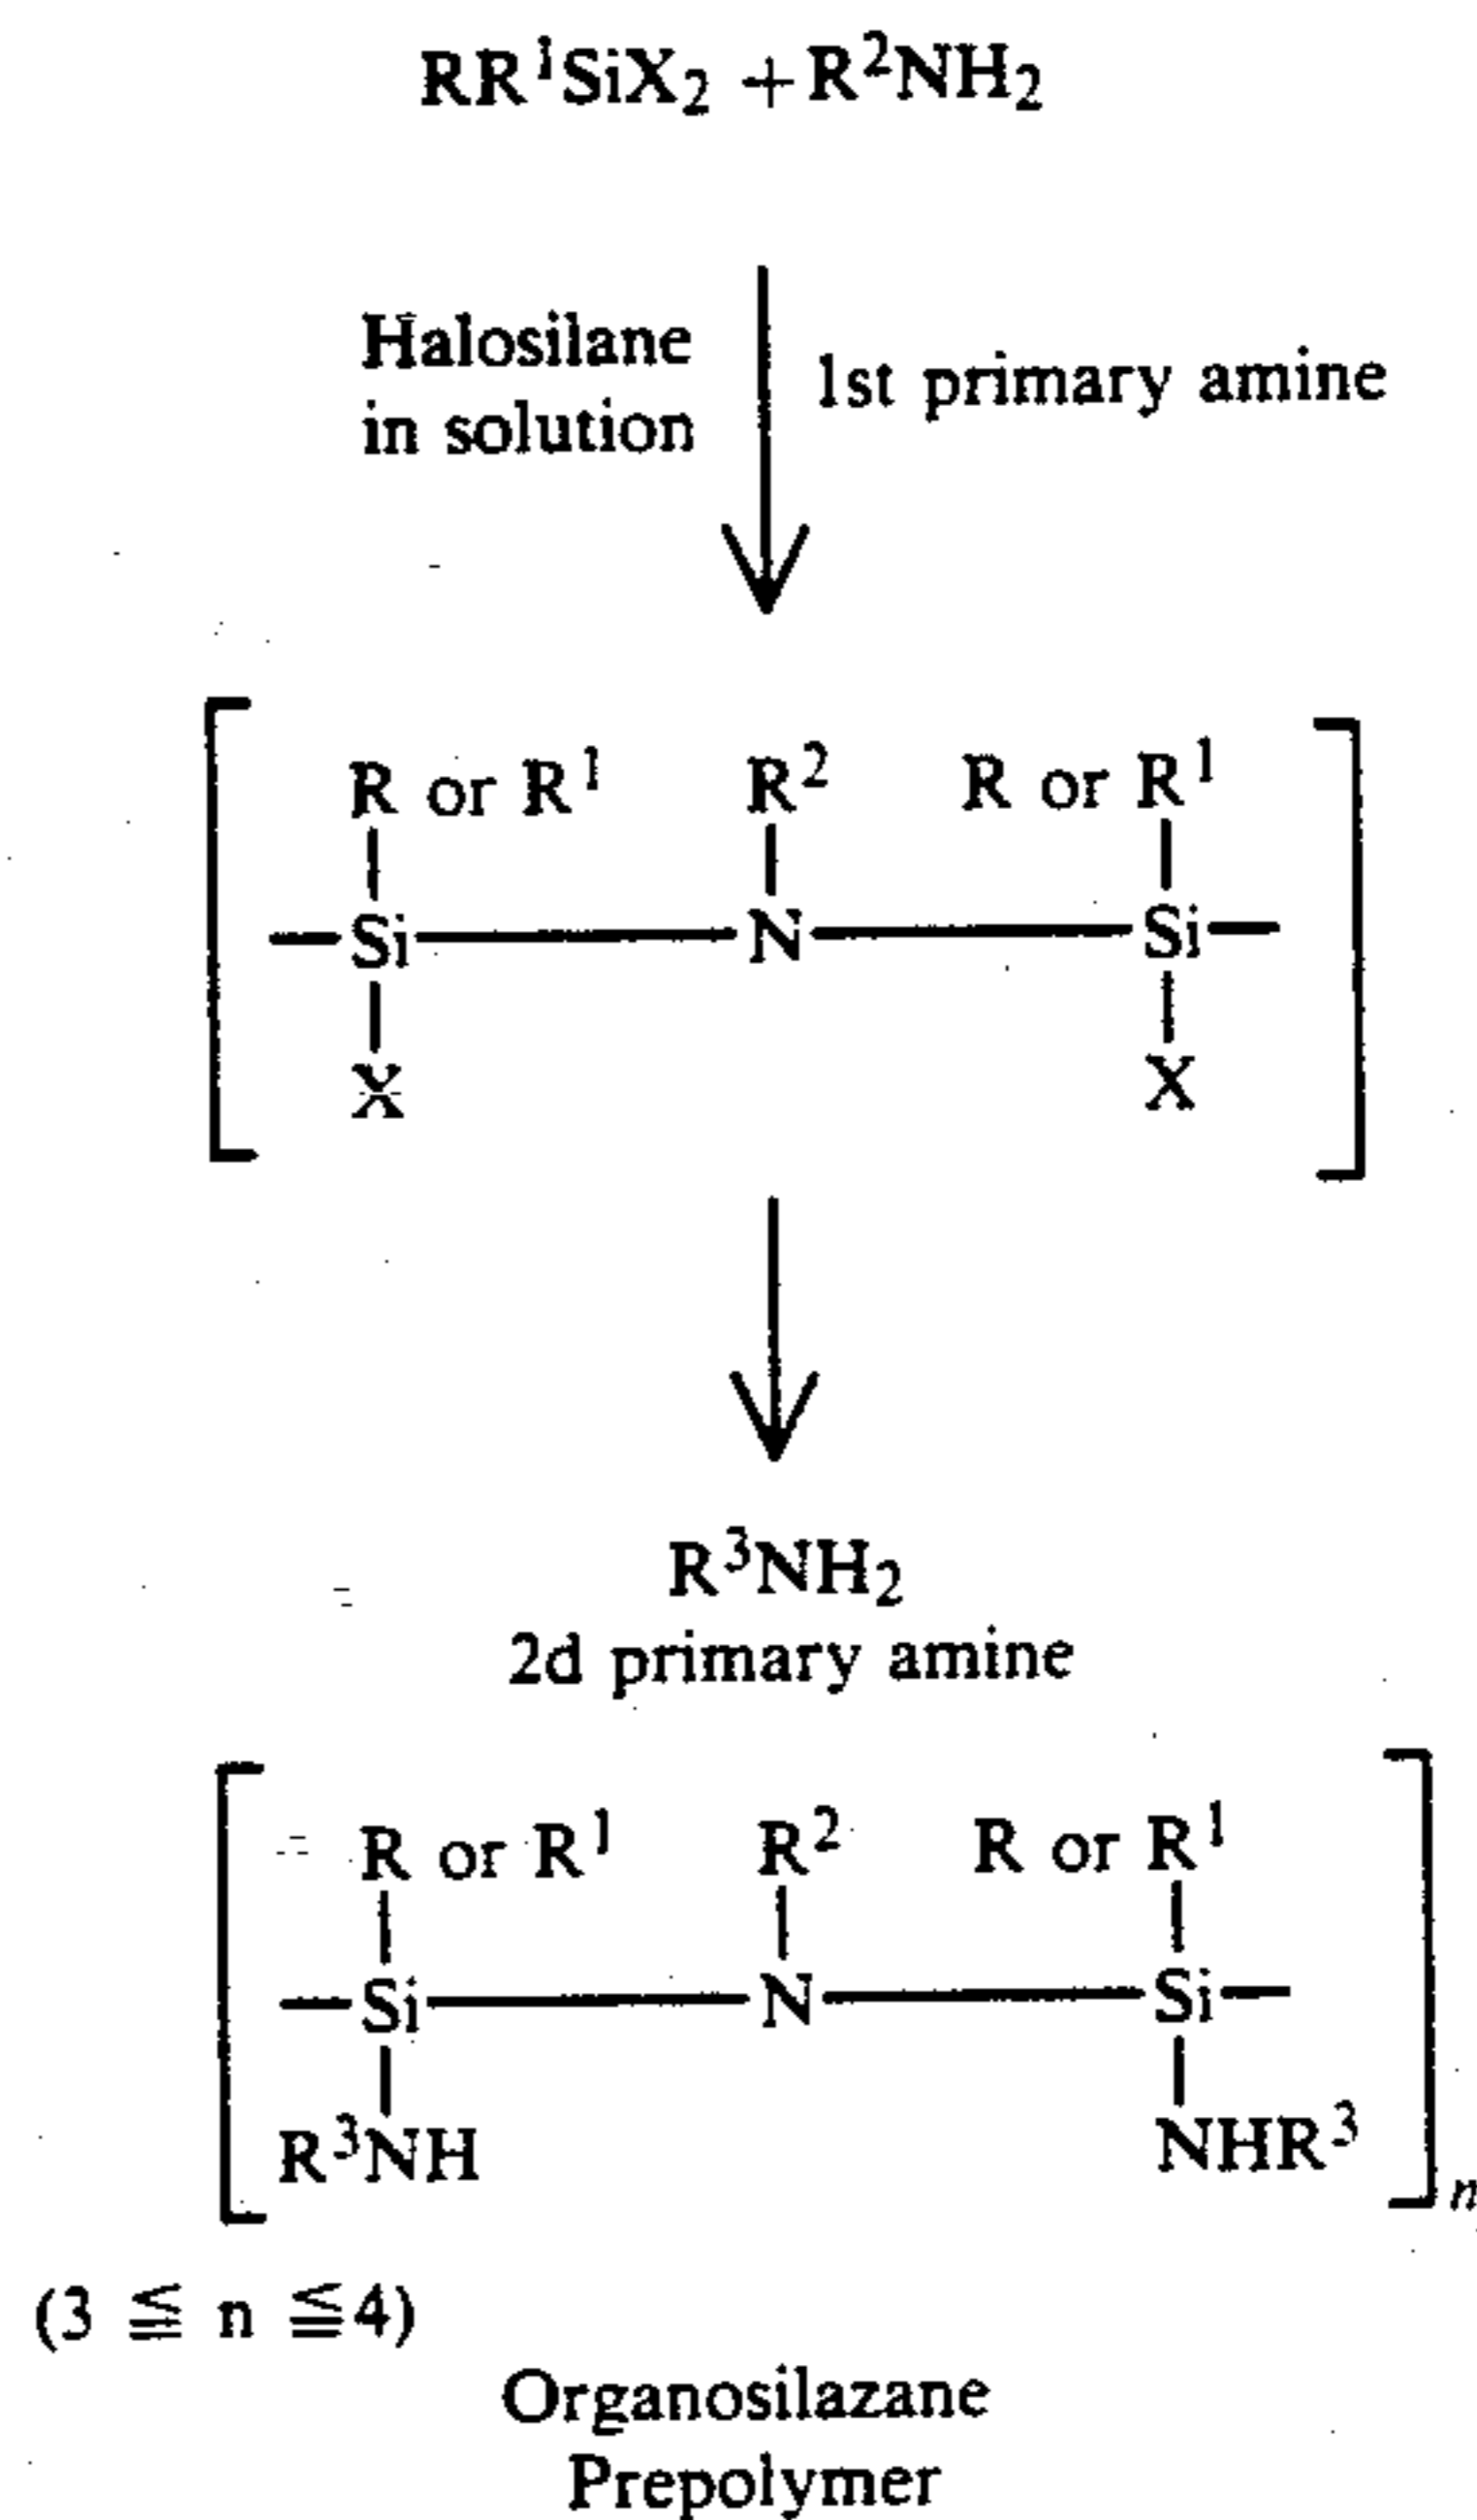 RR¹SiX₂ + R²NH₂
Halosilane
in solution
1st primary amine
R or R¹ R² R or R¹
Si N Si
X X
R³NH₂
2d primary amine
R or R¹ R² R or R¹
Si N Si
R³NH NHR³
n
(3 ≦ n ≦4)
Organosilazane
Prepolymer